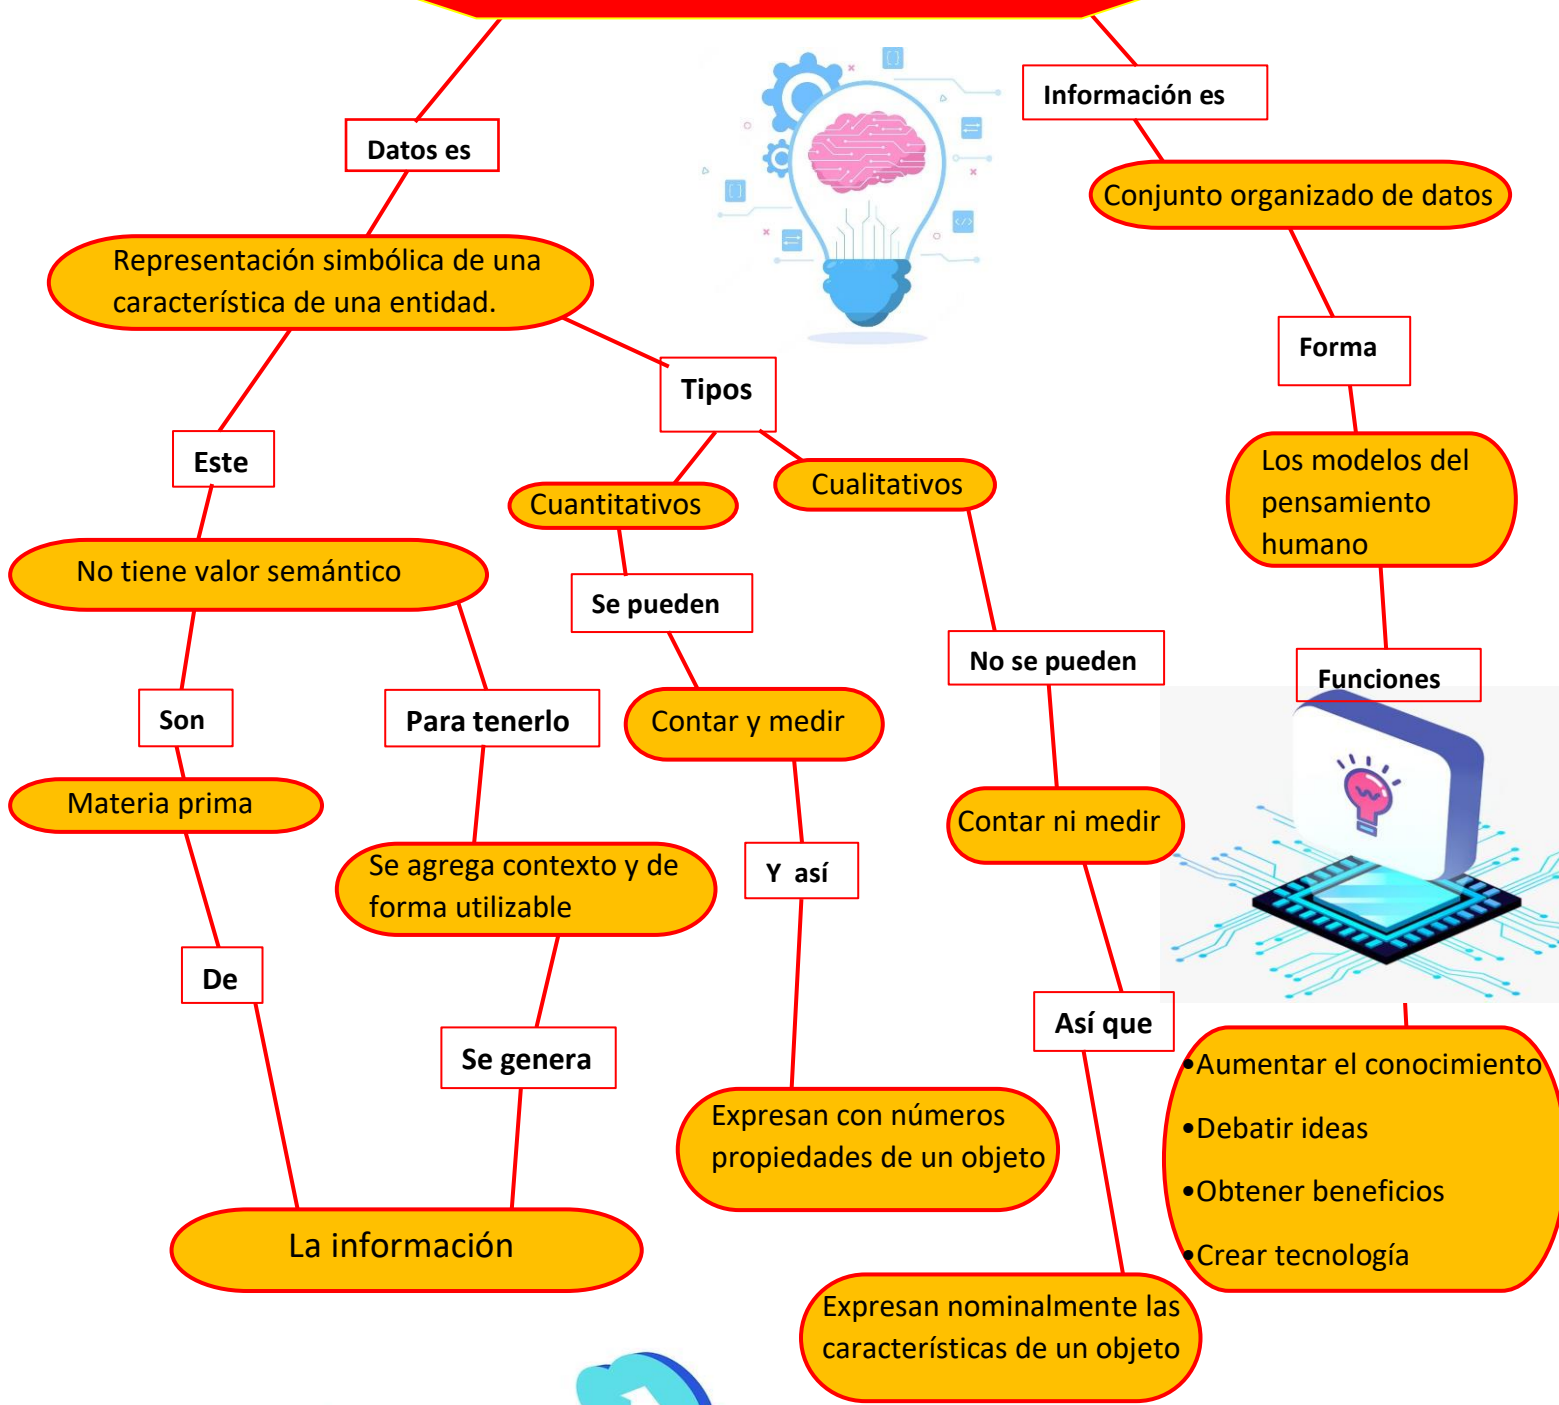 Información es
Datos es
Conjunto organizado de datos
Representación simbólica de una
característica de una entidad.
Forma
Tipos
Este
Los modelos del
pensamiento
humano
Cualitativos
Cuantitativos
No tiene valor semántico
Se pueden
No se pueden
Funciones
Son
Para tenerlo
Contar y medir
Materia prima
Contar ni medir
Se agrega contexto y de
forma utilizable
Y así
De
Así que
Se genera
•Aumentar el conocimiento
•Debatir ideas
•Obtener beneficios
•Crear tecnología
Expresan con números
propiedades de un objeto
La información
Expresan nominalmente las
características de un objeto